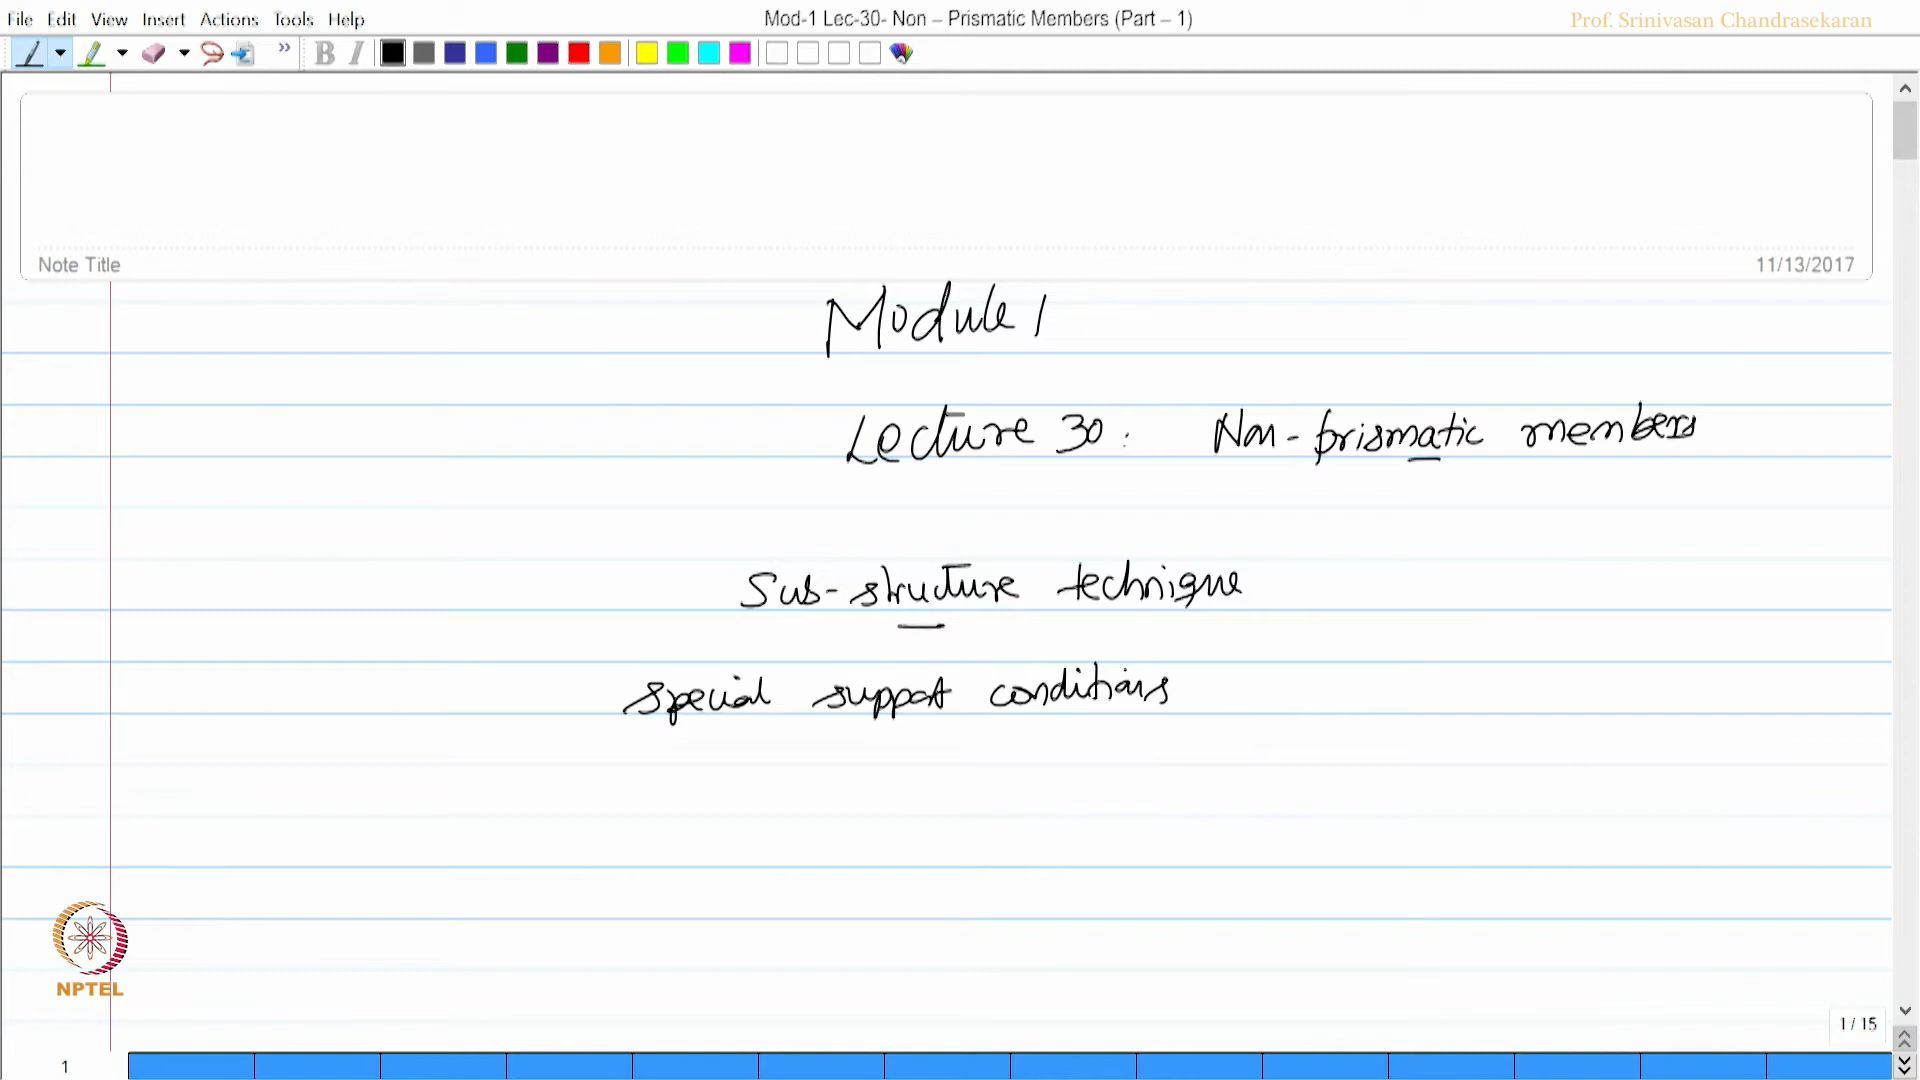 File Edit View Insert Actions Tools Help
Mod-1 Lec-30- Non – Prismatic Members (Part – 1)
Prof. Srinivasan Chandrasekaran
B I
Note Title
11/13/2017
Module 1
Lecture 30: Non-prismatic members
Sub-structure technique
special support conditions
NPTEL
1 / 15
1